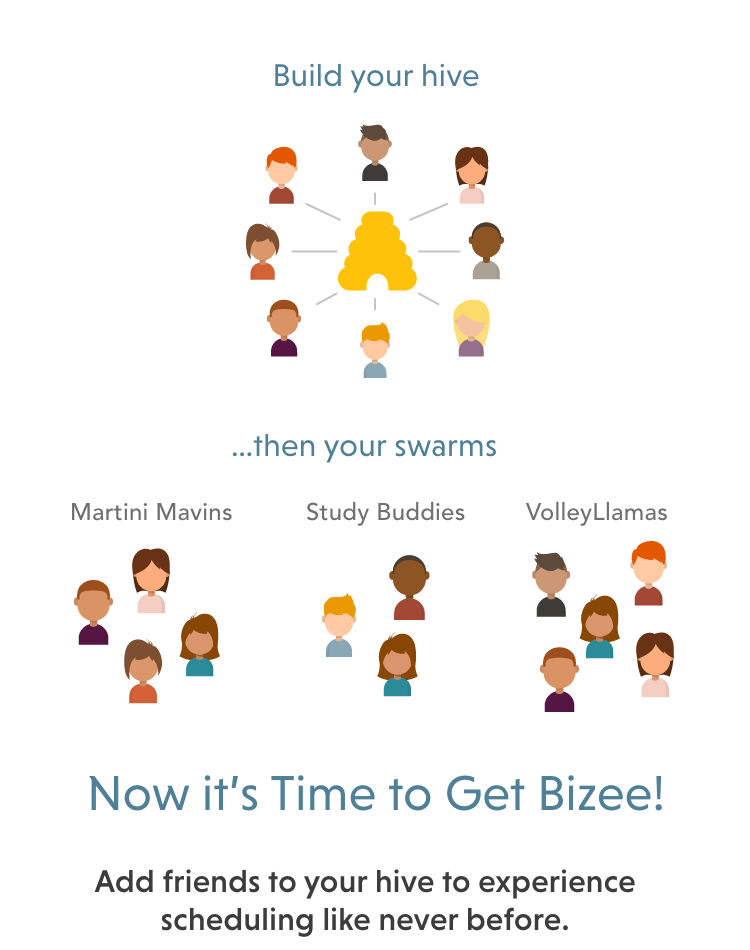 Build your hive
...then your swarms
Martini Mavins
Study Buddies
VolleyLlamas
Now it's Time to Get Bizee!
Add friends to your hive to experience
scheduling like never before.